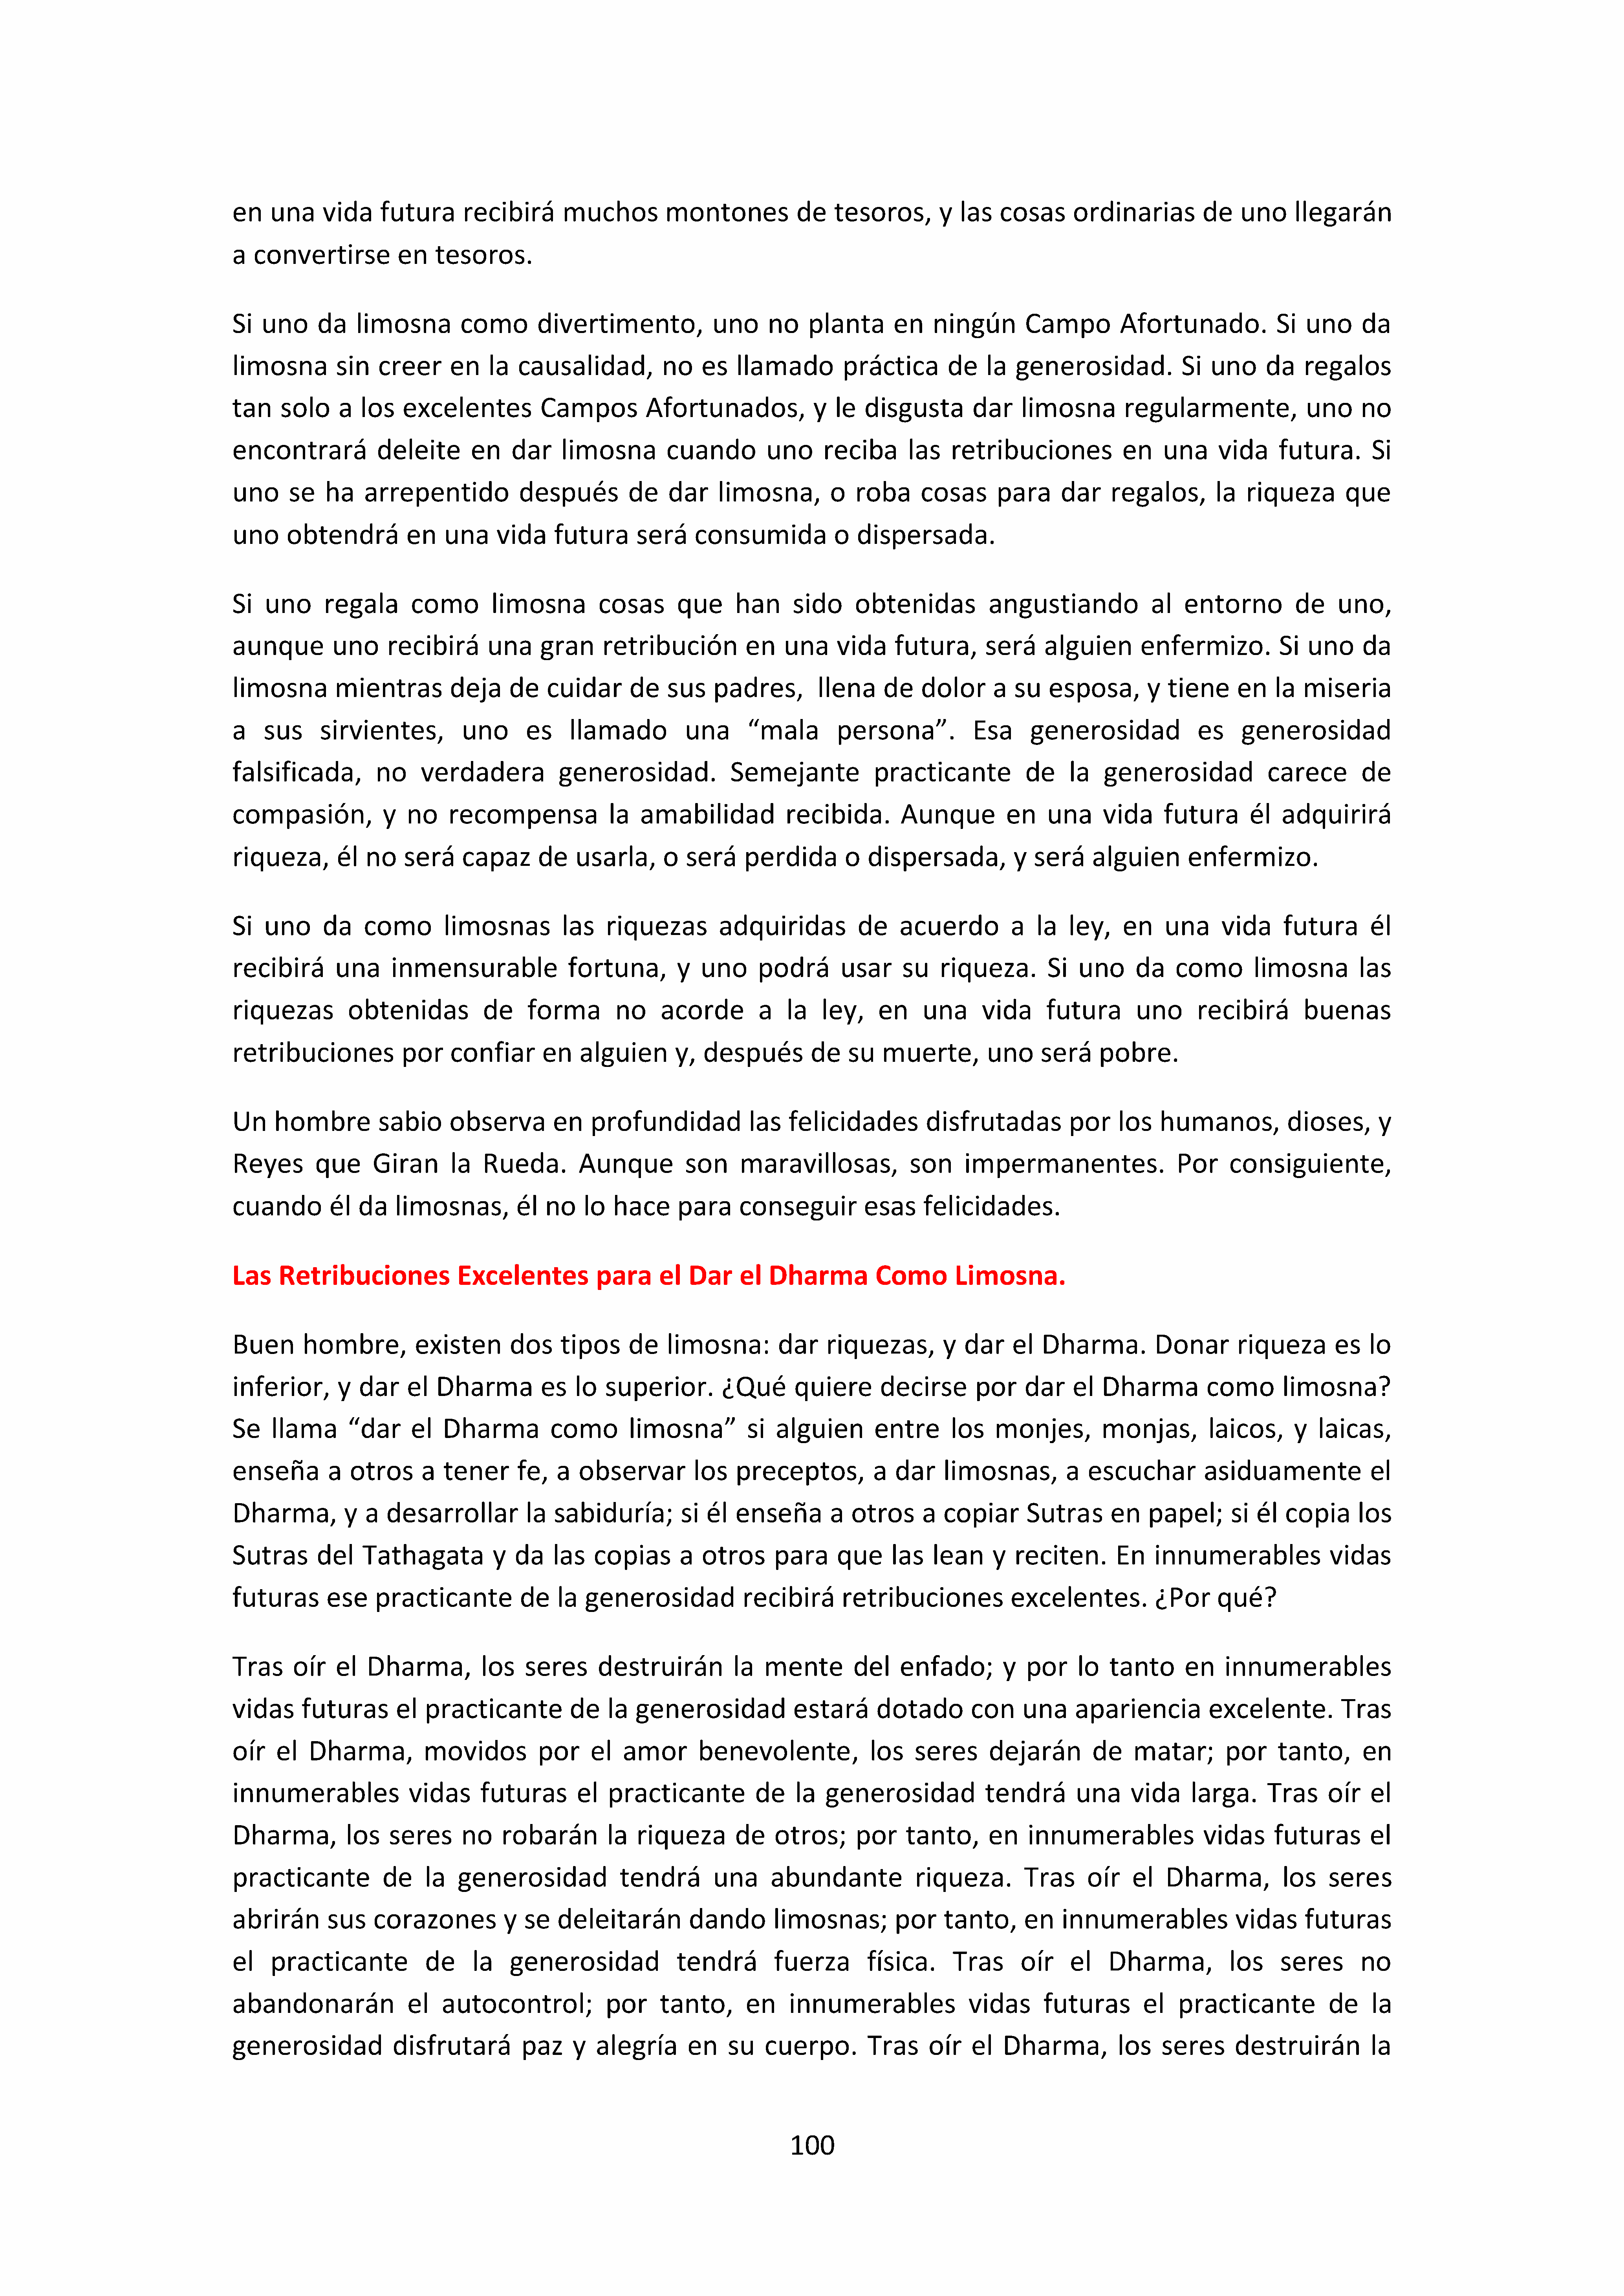 en una vida futura recibirá muchos montones de tesoros, y las cosas ordinarias de uno llegarán
a convertirse en tesoros.
Si uno da limosna como divertimento, uno no planta en ningún Campo Afortunado. Si uno da
limosna sin creer en la causalidad, no es llamado práctica de la generosidad. Si uno da regalos
tan solo a los excelentes Campos Afortunados, y le disgusta dar limosna regularmente, uno no
encontrará deleite en dar limosna cuando uno reciba las retribuciones en una vida futura. Si
uno se ha arrepentido después de dar limosna, o roba cosas para dar regalos, la riqueza que
uno obtendrá en una vida futura será consumida o dispersada.
Si uno regala como limosna cosas que han sido obtenidas angustiando al entorno de uno,
aunque uno recibirá una gran retribución en una vida futura, será alguien enfermizo. Si uno da
limosna mientras deja de cuidar de sus padres, llena de dolor a su esposa, y tiene en la miseria
a sus sirvientes, uno es llamado una “mala persona”. Esa generosidad es generosidad
falsificada, no verdadera generosidad. Semejante practicante de la generosidad carece de
compasión, y no recompensa la amabilidad recibida. Aunque en una vida futura él adquirirá
riqueza, él no será capaz de usarla, o será perdida o dispersada, y será alguien enfermizo.
Si uno da como limosnas las riquezas adquiridas de acuerdo a la ley, en una vida futura él
recibirá una inmensurable fortuna, y uno podrá usar su riqueza. Si uno da como limosna las
riquezas obtenidas de forma no acorde a la ley, en una vida futura uno recibirá buenas
retribuciones por confiar en alguien y, después de su muerte, uno será pobre.
Un hombre sabio observa en profundidad las felicidades disfrutadas por los humanos, dioses, y
Reyes que Giran la Rueda. Aunque son maravillosas, son impermanentes. Por consiguiente,
cuando él da limosnas, él no lo hace para conseguir esas felicidades.
Las Retribuciones Excelentes para el Dar el Dharma Como Limosna.
Buen hombre, existen dos tipos de limosna: dar riquezas, y dar el Dharma. Donar riqueza es lo
inferior, y dar el Dharma es lo superior. ¿Qué quiere decirse por dar el Dharma como limosna?
Se llama “dar el Dharma como limosna” si alguien entre los monjes, monjas, laicos, y laicas,
enseña a otros a tener fe, a observar los preceptos, a dar limosnas, a escuchar asiduamente el
Dharma, y a desarrollar la sabiduría; si él enseña a otros a copiar Sutras en papel; si él copia los
Sutras del Tathagata y da las copias a otros para que las lean y reciten. En innumerables vidas
futuras ese practicante de la generosidad recibirá retribuciones excelentes. ¿Por qué?
Tras oír el Dharma, los seres destruirán la mente del enfado; y por lo tanto en innumerables
vidas futuras el practicante de la generosidad estará dotado con una apariencia excelente. Tras
oír el Dharma, movidos por el amor benevolente, los seres dejarán de matar; por tanto, en
innumerables vidas futuras el practicante de la generosidad tendrá una vida larga. Tras oír el
Dharma, los seres no robarán la riqueza de otros; por tanto, en innumerables vidas futuras el
practicante de la generosidad tendrá una abundante riqueza. Tras oír el Dharma, los seres
abrirán sus corazones y se deleitarán dando limosnas; por tanto, en innumerables vidas futuras
el practicante de la generosidad tendrá fuerza física. Tras oír el Dharma, los seres no
abandonarán el autocontrol; por tanto, en innumerables vidas futuras el practicante de la
generosidad disfrutará paz y alegría en su cuerpo. Tras oír el Dharma, los seres destruirán la
100